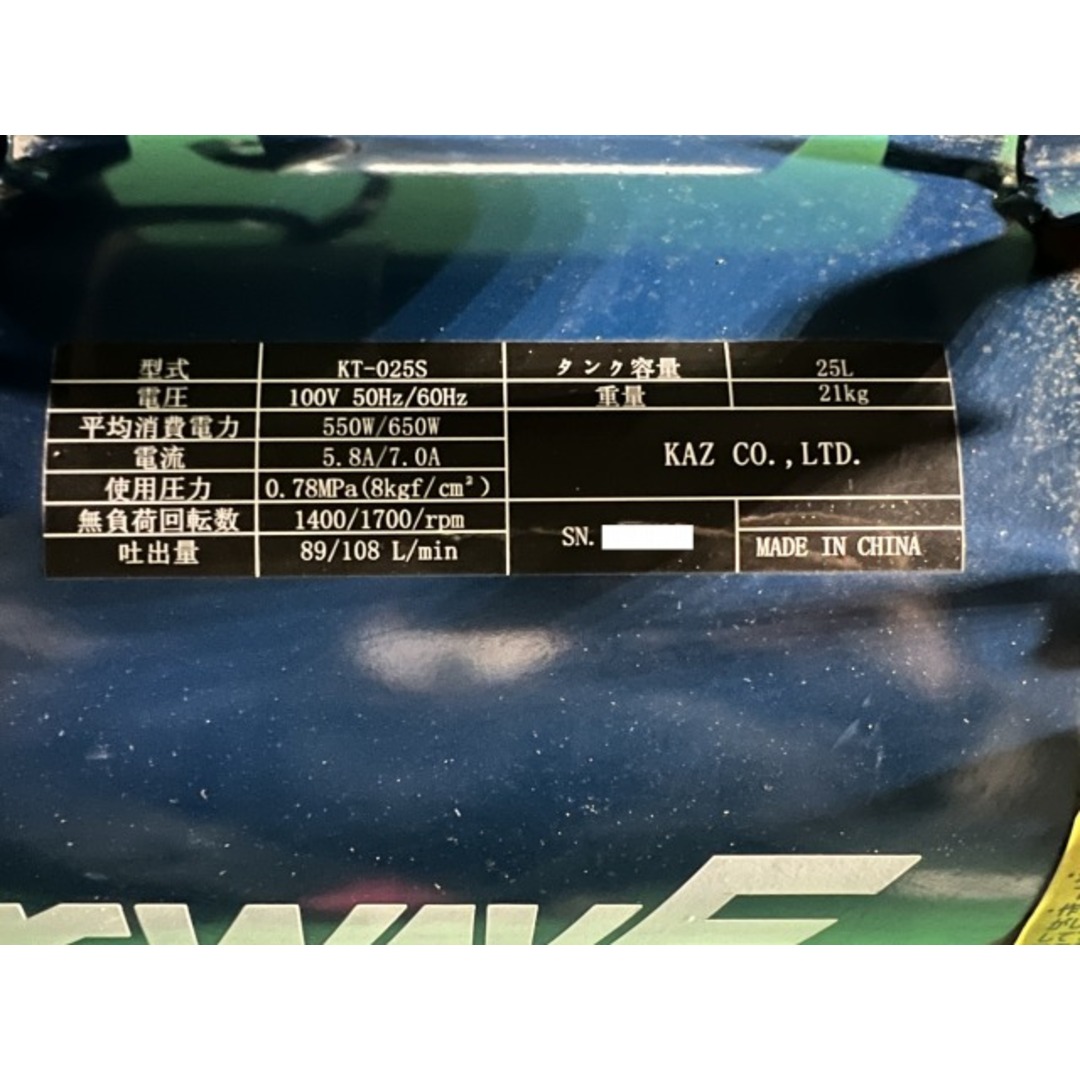 型式 KT-025S タンク容量 25L
電圧 100V 50Hz/60Hz 重量 21kg
平均消費電力 550W/650W
電流 5.8A/7.0A KAZ CO.,LTD.
使用圧力 0.78MPa(8kgf/cm²)
無負荷回転数 1400/1700/rpm
吐出量 89/108 L/min SN. MADE IN CHINA